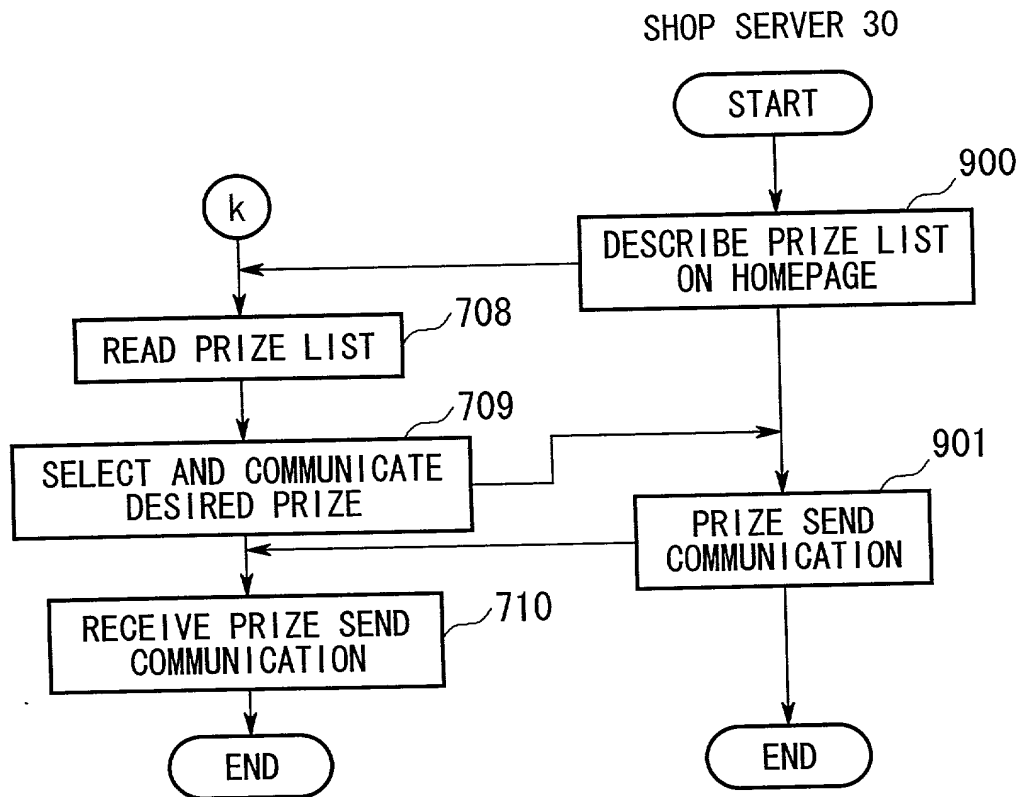 SHOP SERVER 30
START
900
k
DESCRIBE PRIZE LIST
ON HOMEPAGE
708
READ PRIZE LIST
709
SELECT AND COMMUNICATE
DESIRED PRIZE
901
PRIZE SEND
COMMUNICATION
710
RECEIVE PRIZE SEND
COMMUNICATION
END
END